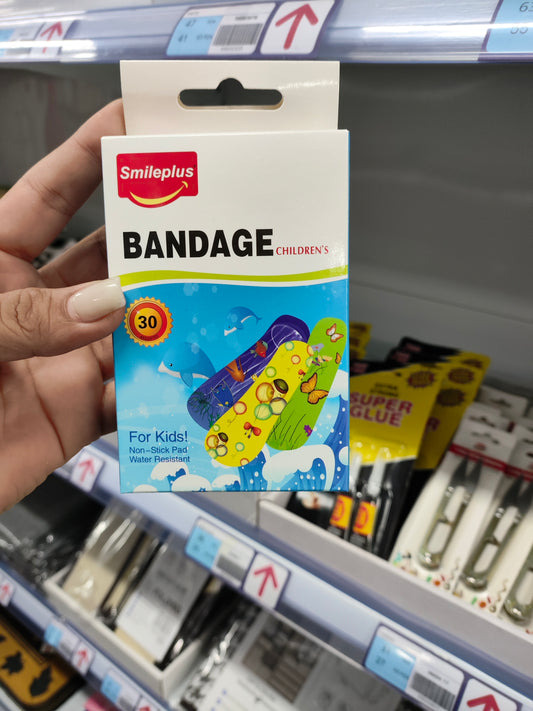 Smileplus
BANDAGE CHILDREN'S
30
For Kids!
Non-Stick Pad
Water Resistant
SUPER
GLUE